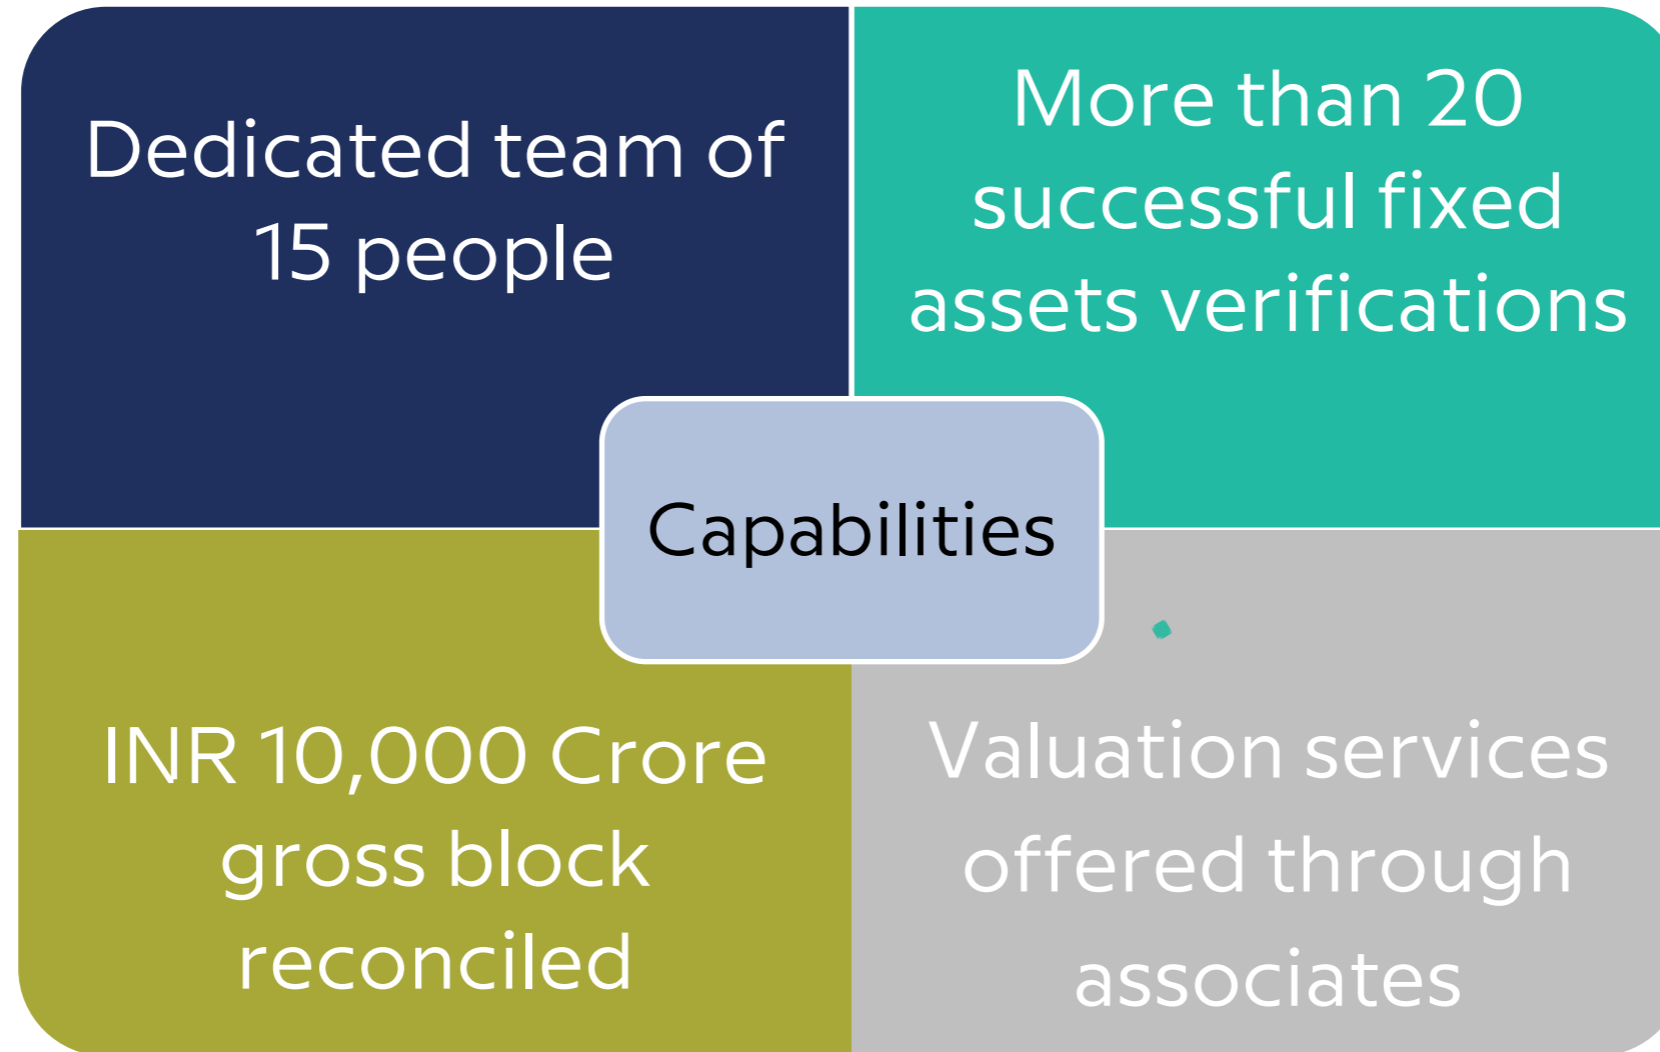 Dedicated team of
15 people
More than 20
successful fixed
assets verifications
Capabilities
INR 10,000 Crore
gross block
reconciled
Valuation services
offered through
associates